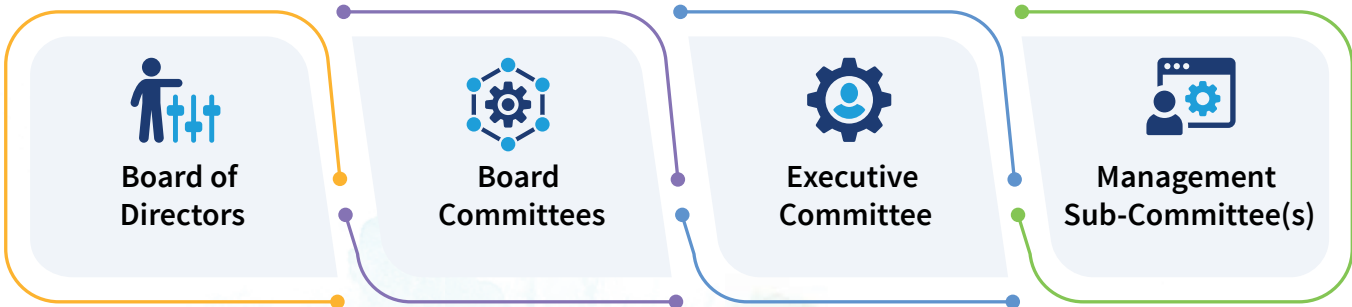 Board of
Directors
Board
Committees
Executive
Committee
Management
Sub-Committee(s)